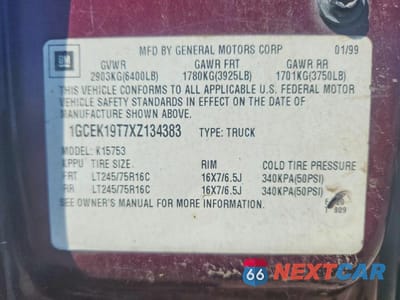 GM
MFD BY GENERAL MOTORS CORP 01/99
GVWR GAWR FRT GAWR RR
2903KG(6400LB) 1780KG(3925LB) 1701KG(3750LB)
THIS VEHICLE CONFORMS TO ALL APPLICABLE U.S. FEDERAL MOTOR
VEHICLE SAFETY STANDARDS IN EFFECT ON THE DATE OF
MANUFACTURE SHOWN ABOVE.
1GCEK19T7XZ134383 TYPE: TRUCK
MODEL: K15753
KPPU TIRE SIZE RIM COLD TIRE PRESSURE
FRT LT245/75R16C 16X7/6.5J 340KPA(50PSI)
RR LT245/75R16C 16X7/6.5J 340KPA(50PSI)
SEE OWNER'S MANUAL FOR MORE INFORMATION.
66 NEXTCAR